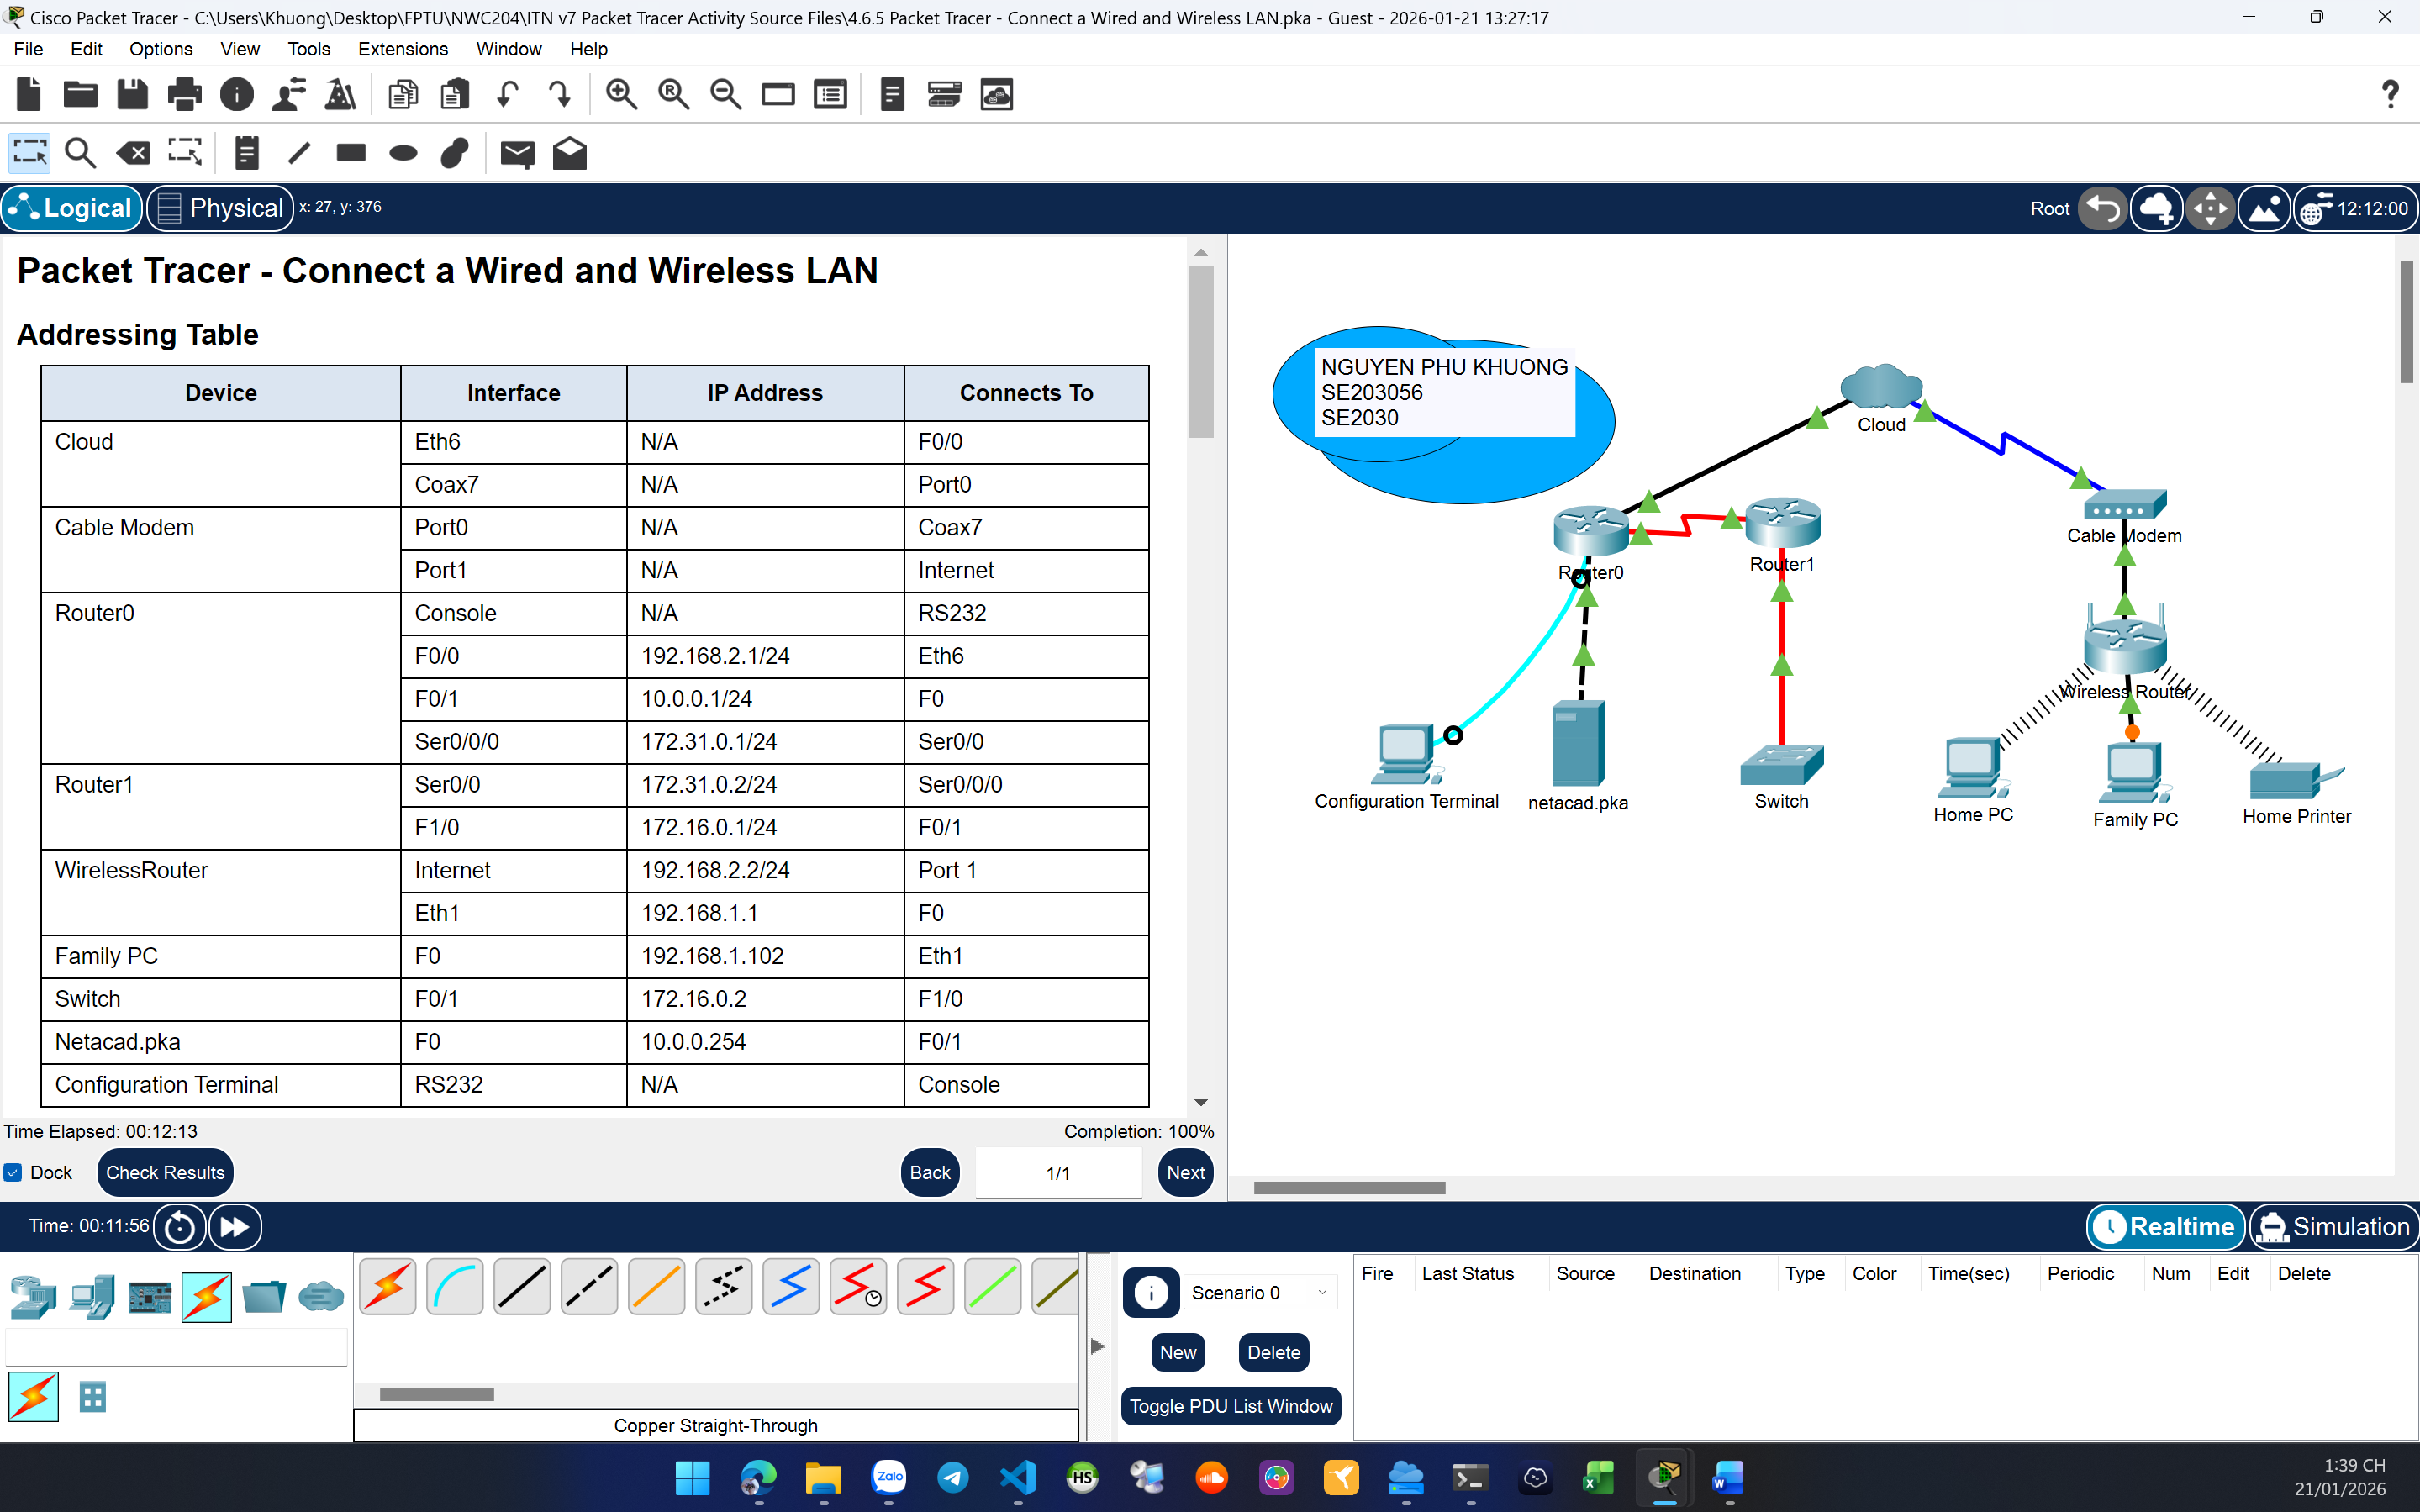 Cisco Packet Tracer - C:\Users\Khuong\Desktop\FPTU\NWC204\ITN v7 Packet Tracer Activity Source Files\4.6.5 Packet Tracer - Connect a Wired and Wireless LAN.pka - Guest - 2026-01-21 13:27:17
File Edit Options View Tools Extensions Window Help
Logical Physical x: 27, y: 376 Root 12:12:00
Packet Tracer - Connect a Wired and Wireless LAN
Addressing Table
Device Interface IP Address Connects To
Cloud Eth6 N/A F0/0
Coax7 N/A Port0
Cable Modem Port0 N/A Coax7
Port1 N/A Internet
Router0 Console N/A RS232
F0/0 192.168.2.1/24 Eth6
F0/1 10.0.0.1/24 F0
Ser0/0/0 172.31.0.1/24 Ser0/0
Router1 Ser0/0 172.31.0.2/24 Ser0/0/0
F1/0 172.16.0.1/24 F0/1
WirelessRouter Internet 192.168.2.2/24 Port 1
Eth1 192.168.1.1 F0
Family PC F0 192.168.1.102 Eth1
Switch F0/1 172.16.0.2 F1/0
Netacad.pka F0 10.0.0.254 F0/1
Configuration Terminal RS232 N/A Console
Time Elapsed: 00:12:13 Completion: 100%
Dock Check Results Back 1/1 Next
NGUYEN PHU KHUONG
SE203056
SE2030
Cloud
Cable Modem
Router0
Router1
Wireless Router
Configuration Terminal
netacad.pka
Switch
Home PC
Family PC
Home Printer
Time: 00:11:56 Realtime Simulation
Copper Straight-Through
Scenario 0
New Delete
Toggle PDU List Window
Fire Last Status Source Destination Type Color Time(sec) Periodic Num Edit Delete
Zalo
HS
1:39 CH
21/01/2026